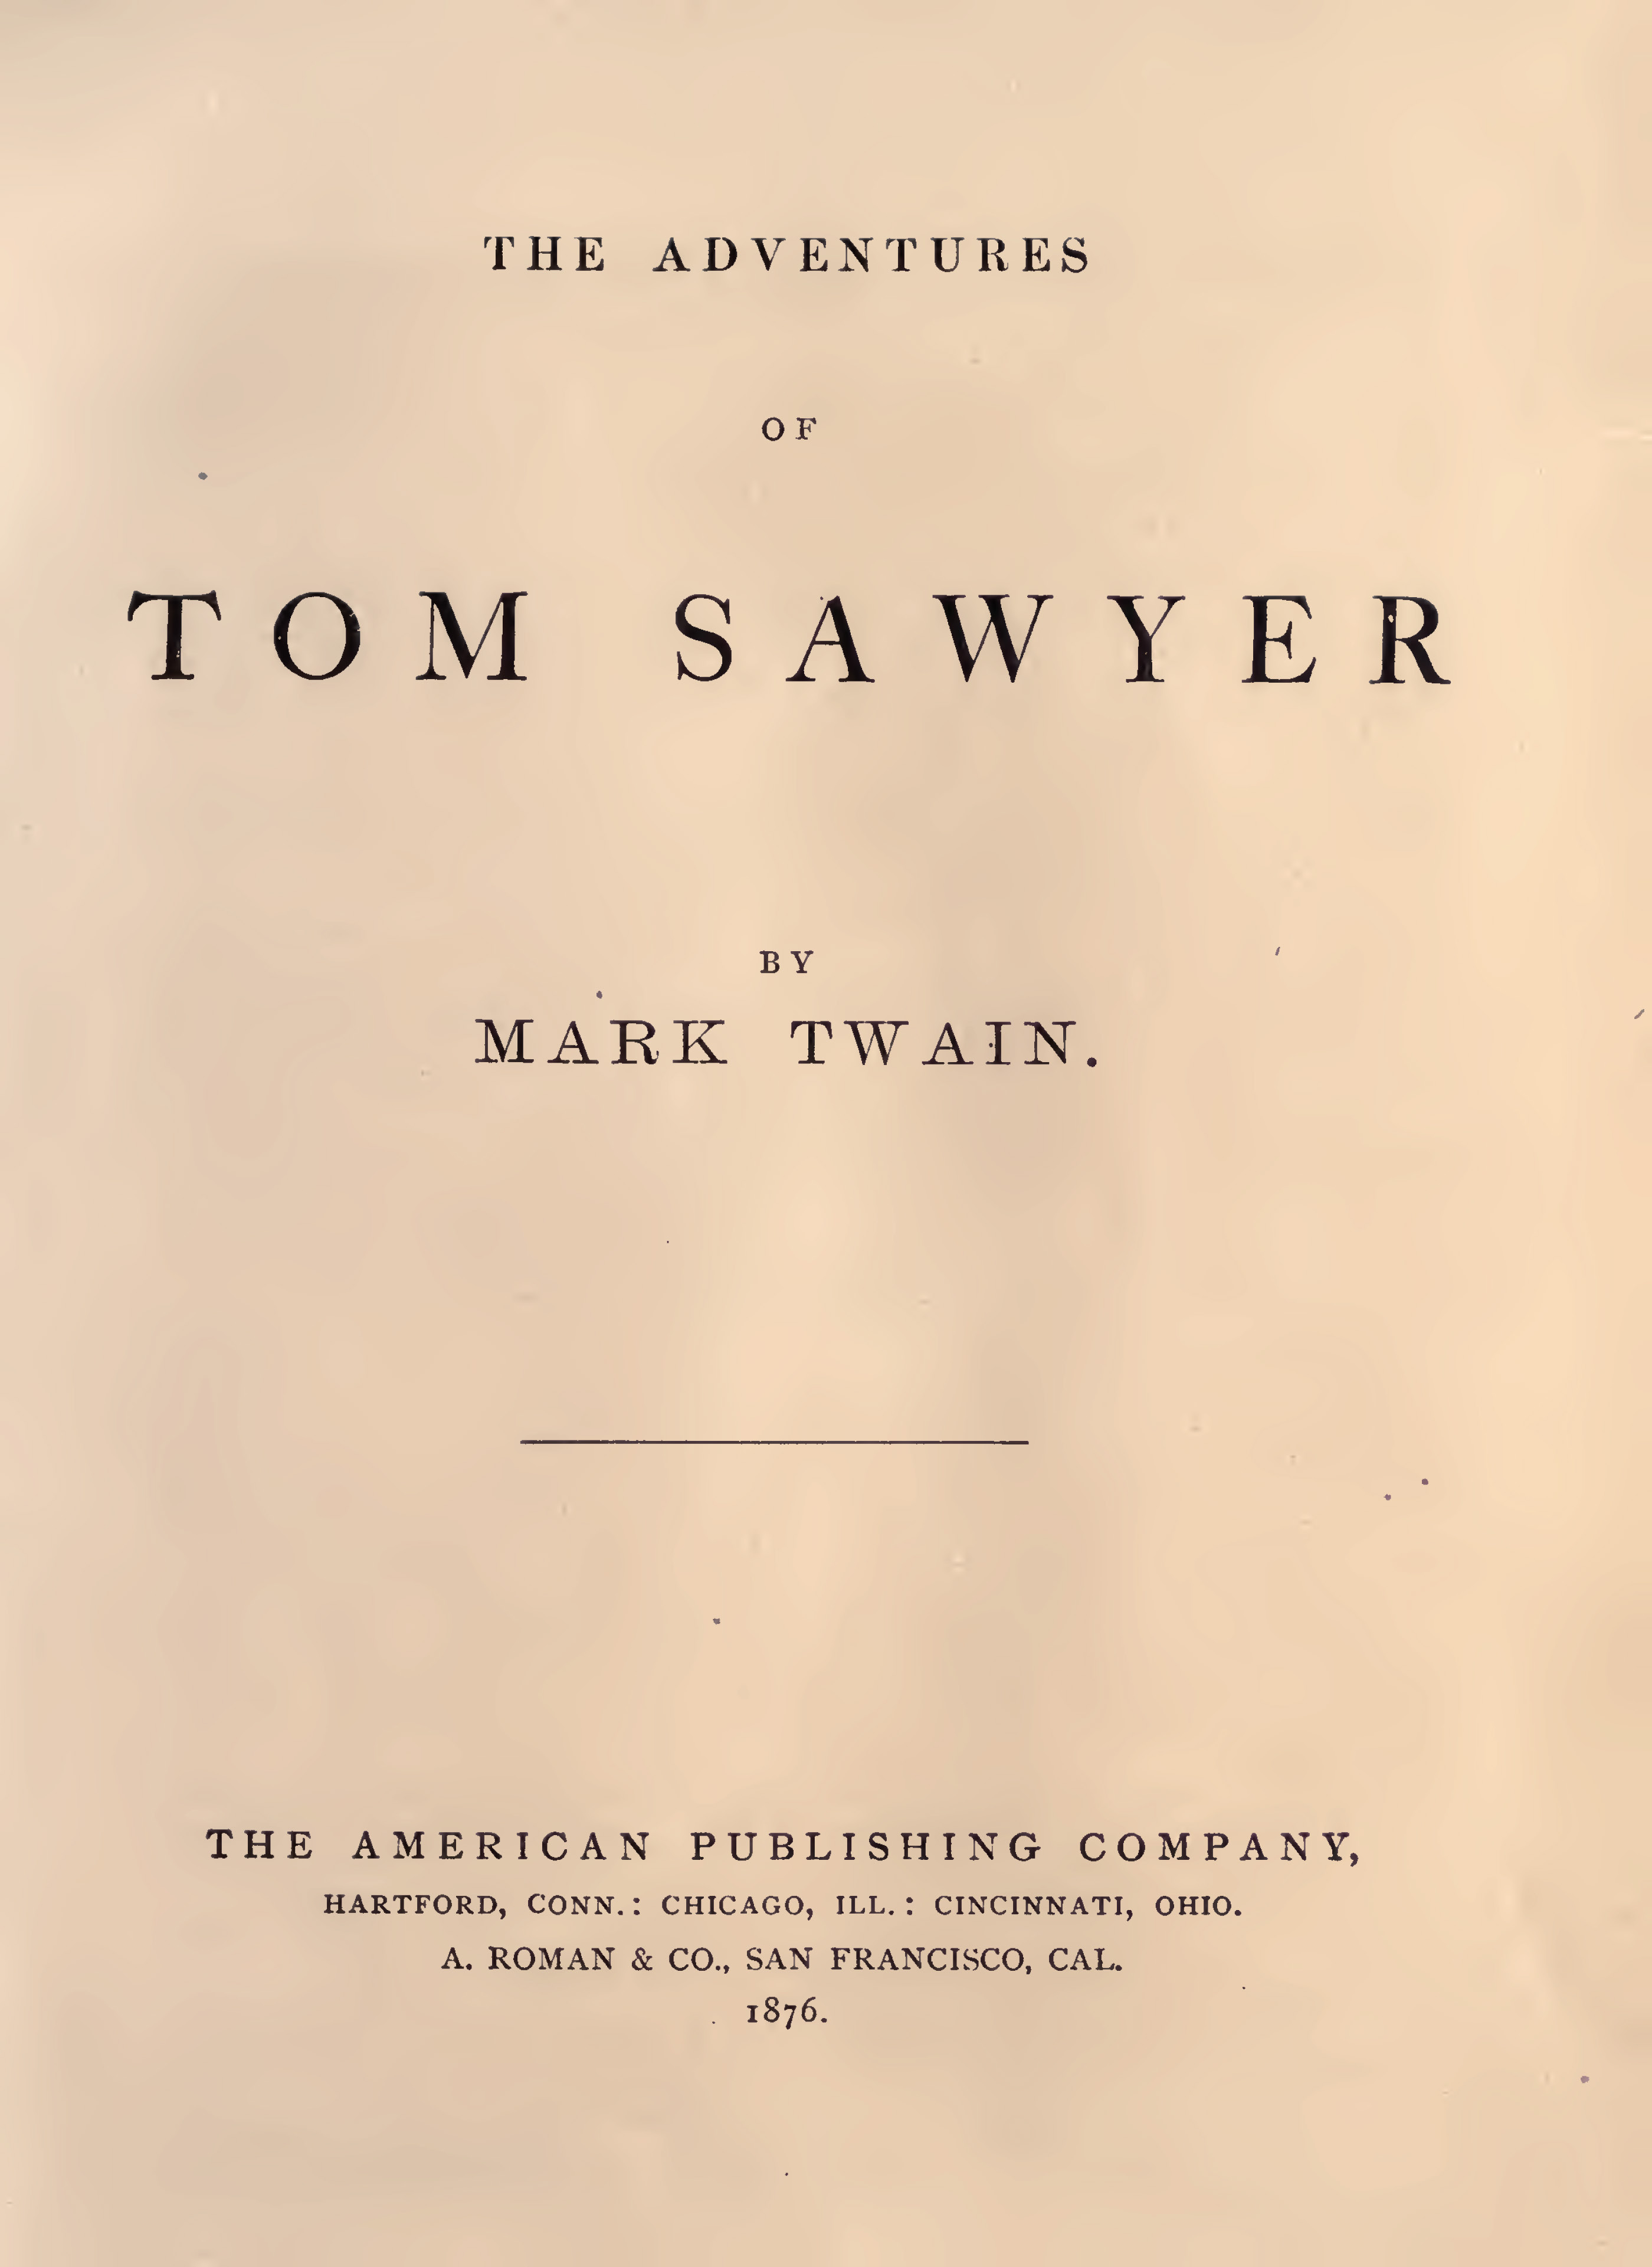 THE ADVENTURES
OF
TOM SAWYER
BY
MARK TWAIN.
THE AMERICAN PUBLISHING COMPANY,
HARTFORD, CONN.: CHICAGO, ILL.: CINCINNATI, OHIO.
A. ROMAN & CO., SAN FRANCISCO, CAL.
1876.